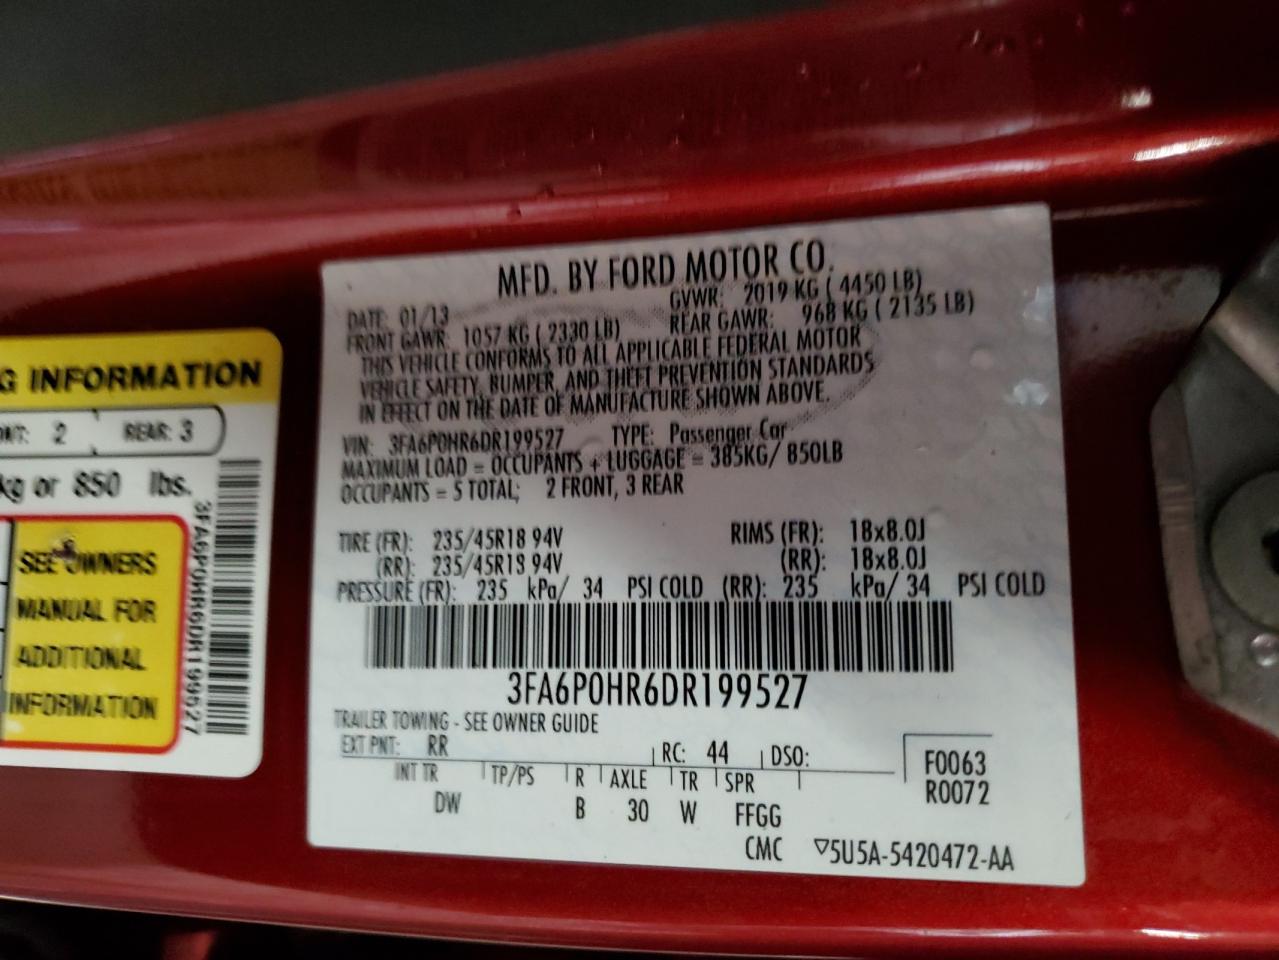 G INFORMATION
NT: 2 REAR: 3
kg or 850 lbs.
SEE OWNERS
MANUAL FOR
ADDITIONAL
INFORMATION
3FA6P0HR6DR199527
MFD. BY FORD MOTOR CO.
DATE: 01/13 GVWR: 2019 KG ( 4450 LB)
FRONT GAWR: 1057 KG ( 2330 LB) REAR GAWR: 968 KG ( 2135 LB)
THIS VEHICLE CONFORMS TO ALL APPLICABLE FEDERAL MOTOR
VEHICLE SAFETY, BUMPER, AND THEFT PREVENTION STANDARDS
IN EFFECT ON THE DATE OF MANUFACTURE SHOWN ABOVE.
VIN: 3FA6P0HR6DR199527 TYPE: Passenger Car
MAXIMUM LOAD = OCCUPANTS + LUGGAGE = 385KG/ 850LB
OCCUPANTS = 5 TOTAL; 2 FRONT, 3 REAR
TIRE (FR): 235/45R18 94V RIMS (FR): 18x8.0J
(RR): 235/45R18 94V (RR): 18x8.0J
PRESSURE (FR): 235 kPa/ 34 PSI COLD (RR): 235 kPa/ 34 PSI COLD
3FA6P0HR6DR199527
TRAILER TOWING - SEE OWNER GUIDE
EXT PNT: RR RC: 44 DSO:
INT TR TP/PS R AXLE TR SPR
DW B 30 W FFGG
F0063
R0072
CMC ▽5U5A-5420472-AA